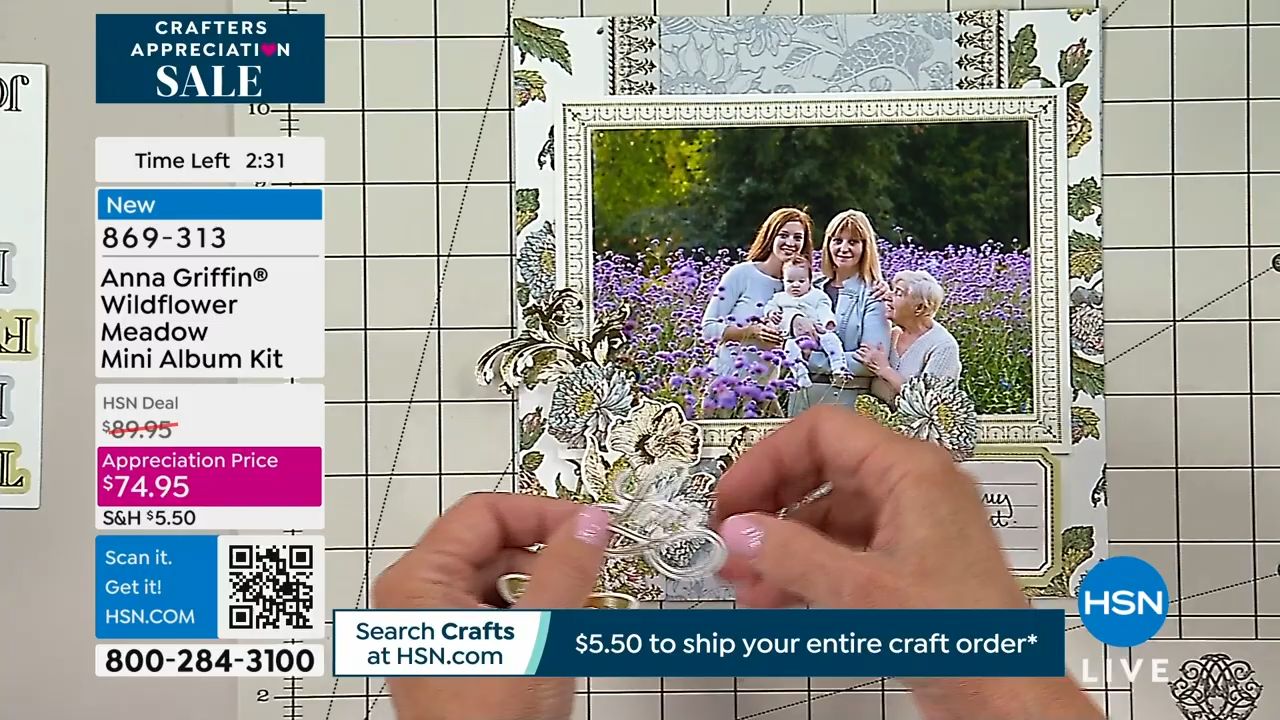 CRAFTERS
APPRECIATION
SALE
10
Time Left 2:31
New
869-313
Anna Griffin®
Wildflower
Meadow
Mini Album Kit
HSN Deal
$89.95
Appreciation Price
$74.95
S&H $5.50
Scan it.
Get it!
HSN.COM
800-284-3100
Search Crafts
at HSN.com
$5.50 to ship your entire craft order*
HSN
LIVE
2